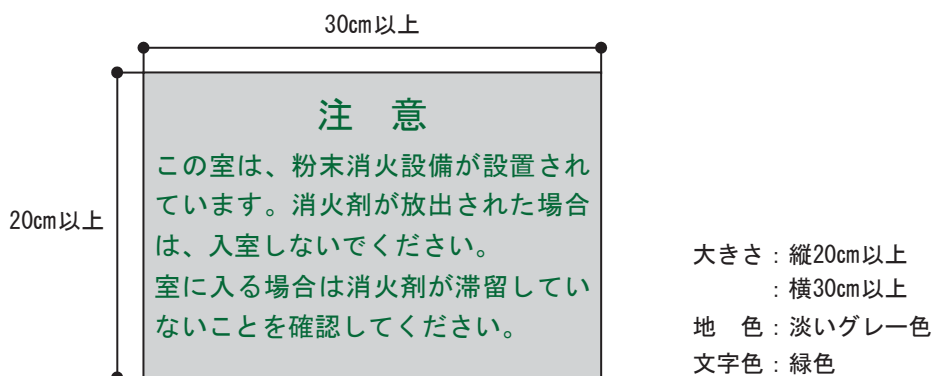 30㎝以上
20㎝以上
注　意
この室は、粉末消火設備が設置され
ています。消火剤が放出された場合
は、入室しないでください。
室に入る場合は消火剤が滞留してい
ないことを確認してください。
大きさ：縦20㎝以上
：横30㎝以上
地　色：淡いグレー色
文字色：緑色